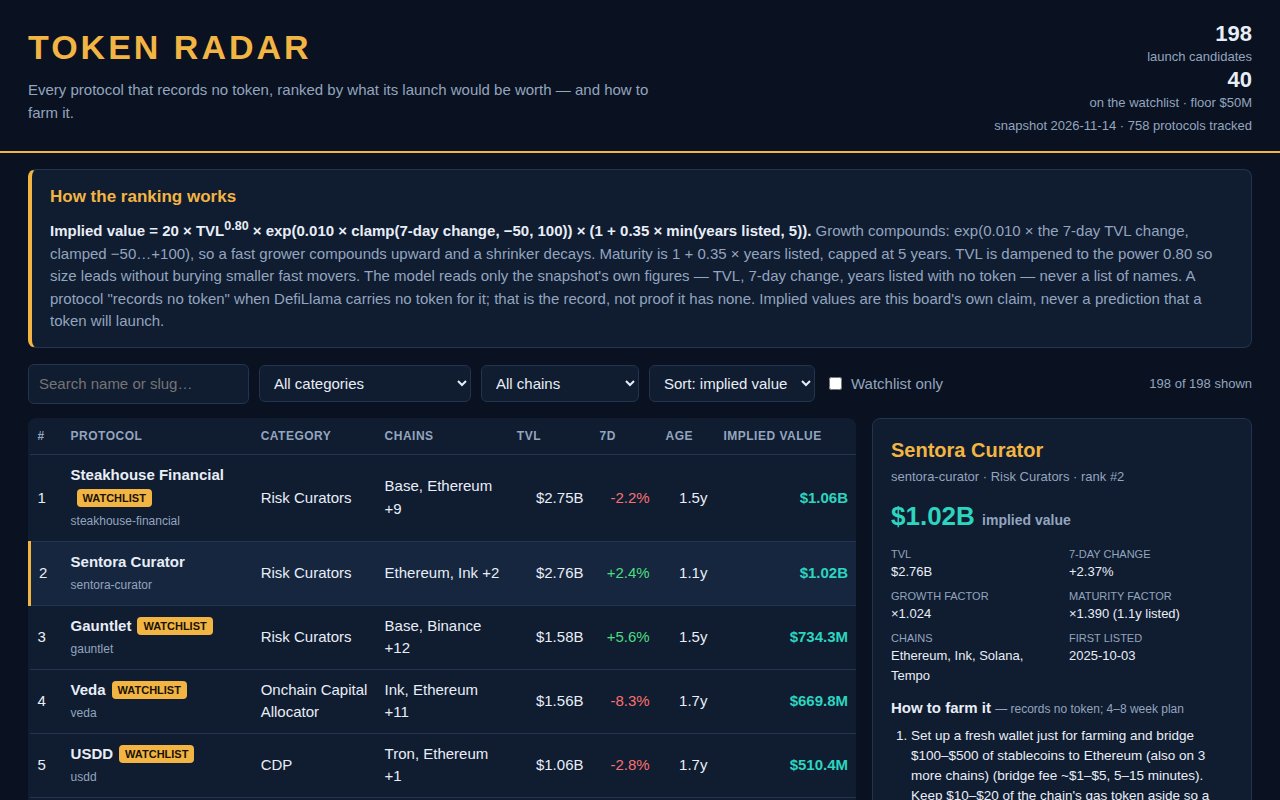 TOKEN RADAR
Every protocol that records no token, ranked by what its launch would be worth — and how to
farm it.
198
launch candidates
40
on the watchlist · floor $50M
snapshot 2026-11-14 · 758 protocols tracked
How the ranking works
Implied value = 20 × TVL^0.80 × exp(0.010 × clamp(7-day change, −50, 100)) × (1 + 0.35 × min(years listed, 5)). Growth compounds: exp(0.010 × the 7-day TVL change,
clamped −50…+100), so a fast grower compounds upward and a shrinker decays. Maturity is 1 + 0.35 × years listed, capped at 5 years. TVL is dampened to the power 0.80 so
size leads without burying smaller fast movers. The model reads only the snapshot's own figures — TVL, 7-day change, years listed with no token — never a list of names. A
protocol "records no token" when DefiLlama carries no token for it; that is the record, not proof it has none. Implied values are this board's own claim, never a prediction that a
token will launch.
Search name or slug…
All categories
All chains
Sort: implied value
Watchlist only
198 of 198 shown
# PROTOCOL CATEGORY CHAINS TVL 7D AGE IMPLIED VALUE
1 Steakhouse Financial WATCHLIST steakhouse-financial Risk Curators Base, Ethereum +9 $2.75B -2.2% 1.5y $1.06B
2 Sentora Curator sentora-curator Risk Curators Ethereum, Ink +2 $2.76B +2.4% 1.1y $1.02B
3 Gauntlet WATCHLIST gauntlet Risk Curators Base, Binance +12 $1.58B +5.6% 1.5y $734.3M
4 Veda WATCHLIST veda Onchain Capital Allocator Ink, Ethereum +11 $1.56B -8.3% 1.7y $669.8M
5 USDD WATCHLIST usdd CDP Tron, Ethereum +1 $1.06B -2.8% 1.7y $510.4M
Sentora Curator
sentora-curator · Risk Curators · rank #2
$1.02B implied value
TVL
$2.76B
7-DAY CHANGE
+2.37%
GROWTH FACTOR
×1.024
MATURITY FACTOR
×1.390 (1.1y listed)
CHAINS
Ethereum, Ink, Solana,
Tempo
FIRST LISTED
2025-10-03
How to farm it — records no token; 4–8 week plan
1. Set up a fresh wallet just for farming and bridge
$100–$500 of stablecoins to Ethereum (also on 3
more chains) (bridge fee ~$1–$5, 5–15 minutes).
Keep $10–$20 of the chain's gas token aside so a